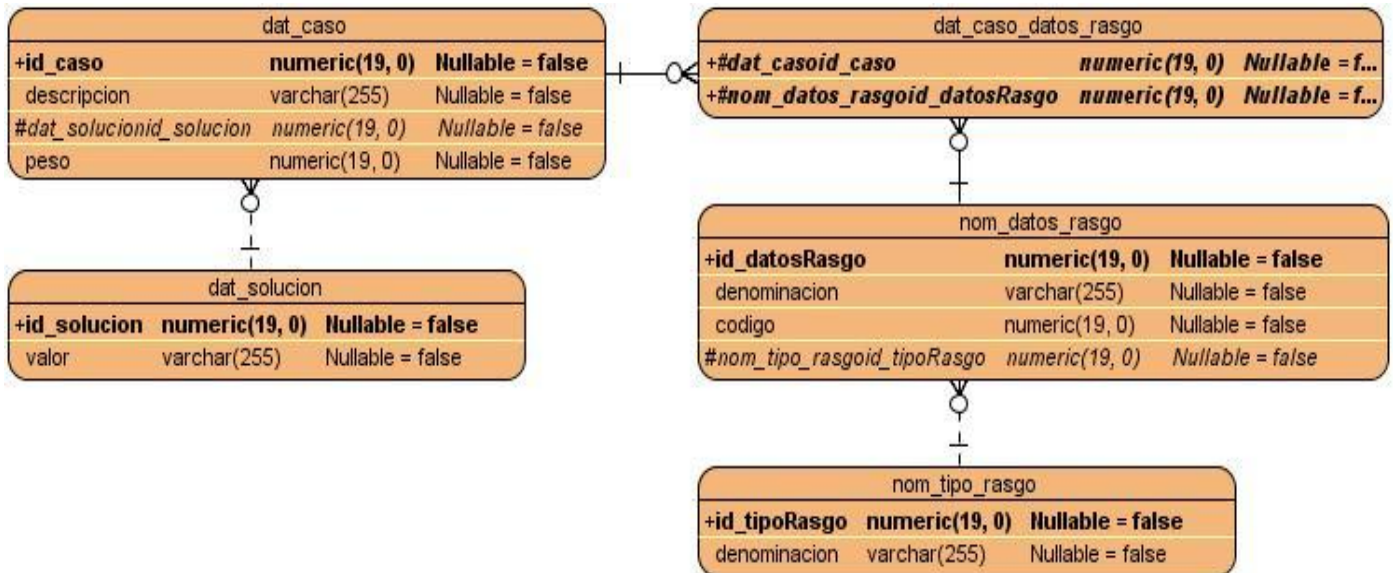 dat_caso
+id_caso numeric(19, 0) Nullable = false
descripcion varchar(255) Nullable = false
#dat_solucionid_solucion numeric(19, 0) Nullable = false
peso numeric(19, 0) Nullable = false
dat_caso_datos_rasgo
+#dat_casoid_caso numeric(19, 0) Nullable = f...
+#nom_datos_rasgoid_datosRasgo numeric(19, 0) Nullable = f...
dat_solucion
+id_solucion numeric(19, 0) Nullable = false
valor varchar(255) Nullable = false
nom_datos_rasgo
+id_datosRasgo numeric(19, 0) Nullable = false
denominacion varchar(255) Nullable = false
codigo numeric(19, 0) Nullable = false
#nom_tipo_rasgoid_tipoRasgo numeric(19, 0) Nullable = false
nom_tipo_rasgo
+id_tipoRasgo numeric(19, 0) Nullable = false
denominacion varchar(255) Nullable = false